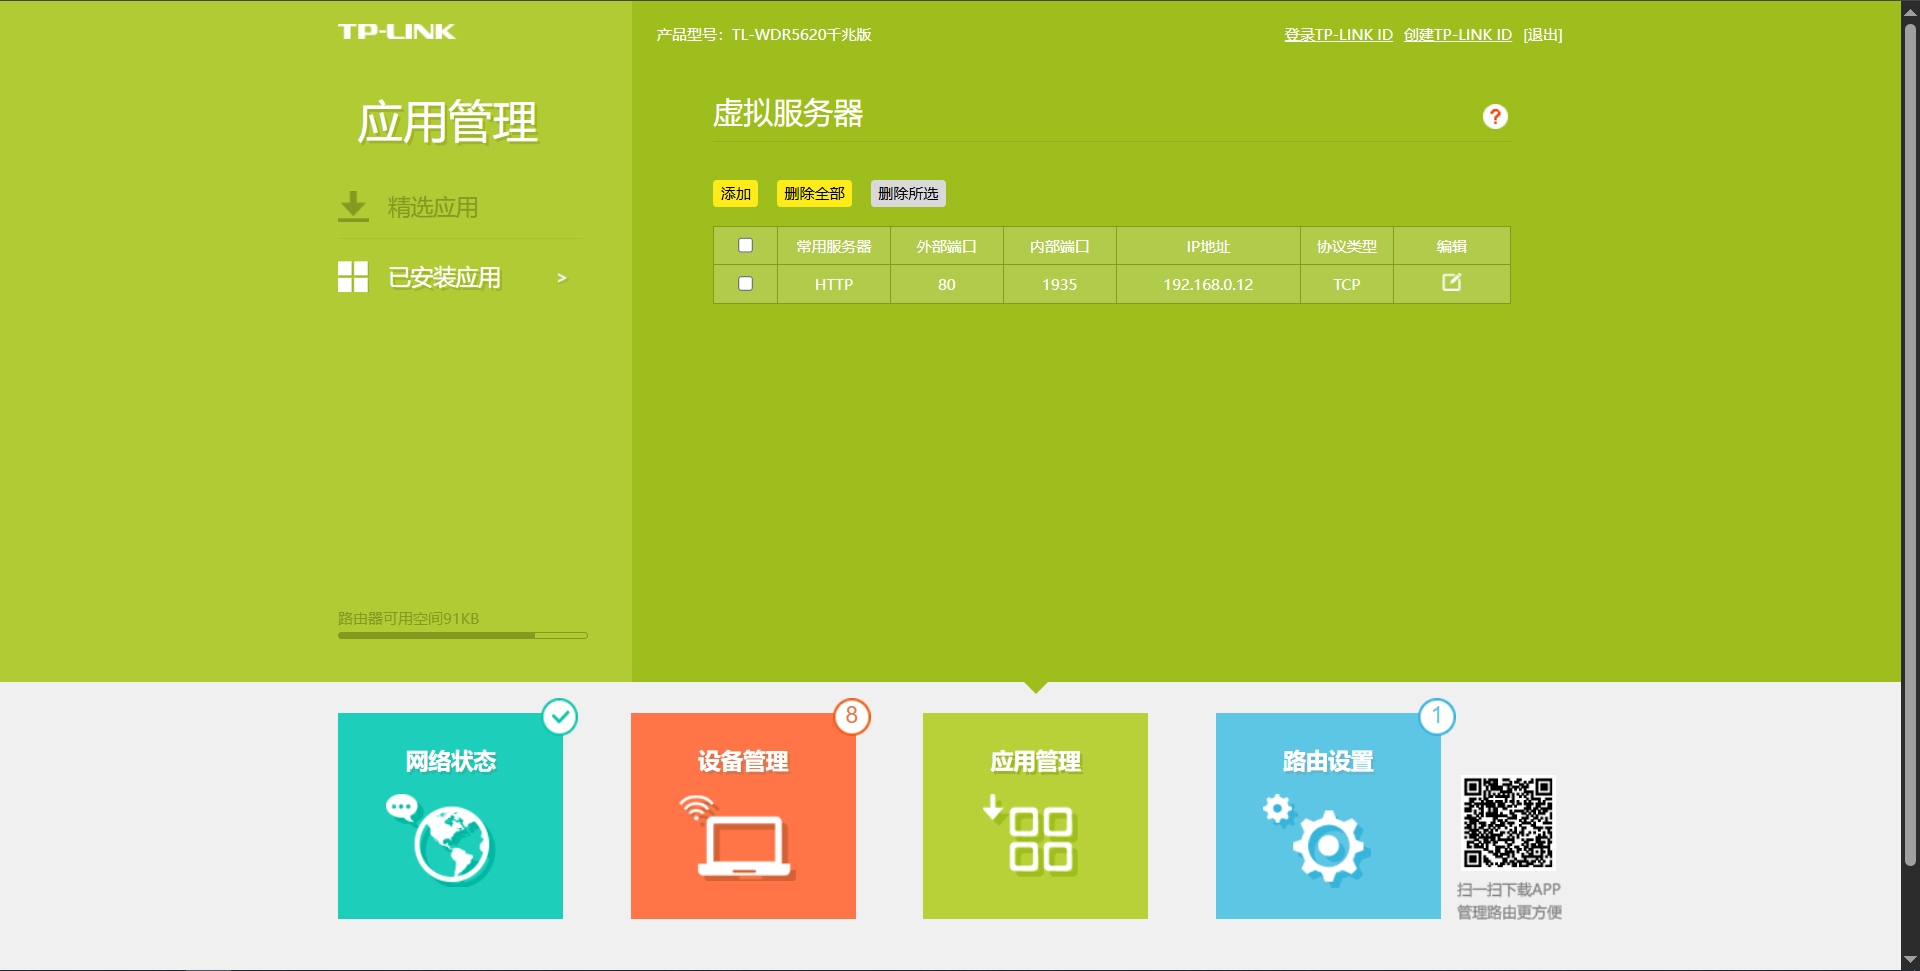 TP-LINK
产品型号：TL-WDR5620千兆版
登录TP-LINK ID 创建TP-LINK ID [退出]
应用管理
精选应用
已安装应用 >
路由器可用空间91KB
虚拟服务器
?
添加 删除全部 删除所选
常用服务器 外部端口 内部端口 IP地址 协议类型 编辑
HTTP 80 1935 192.168.0.12 TCP
网络状态
8
设备管理
应用管理
1
路由设置
扫一扫下载APP
管理路由更方便